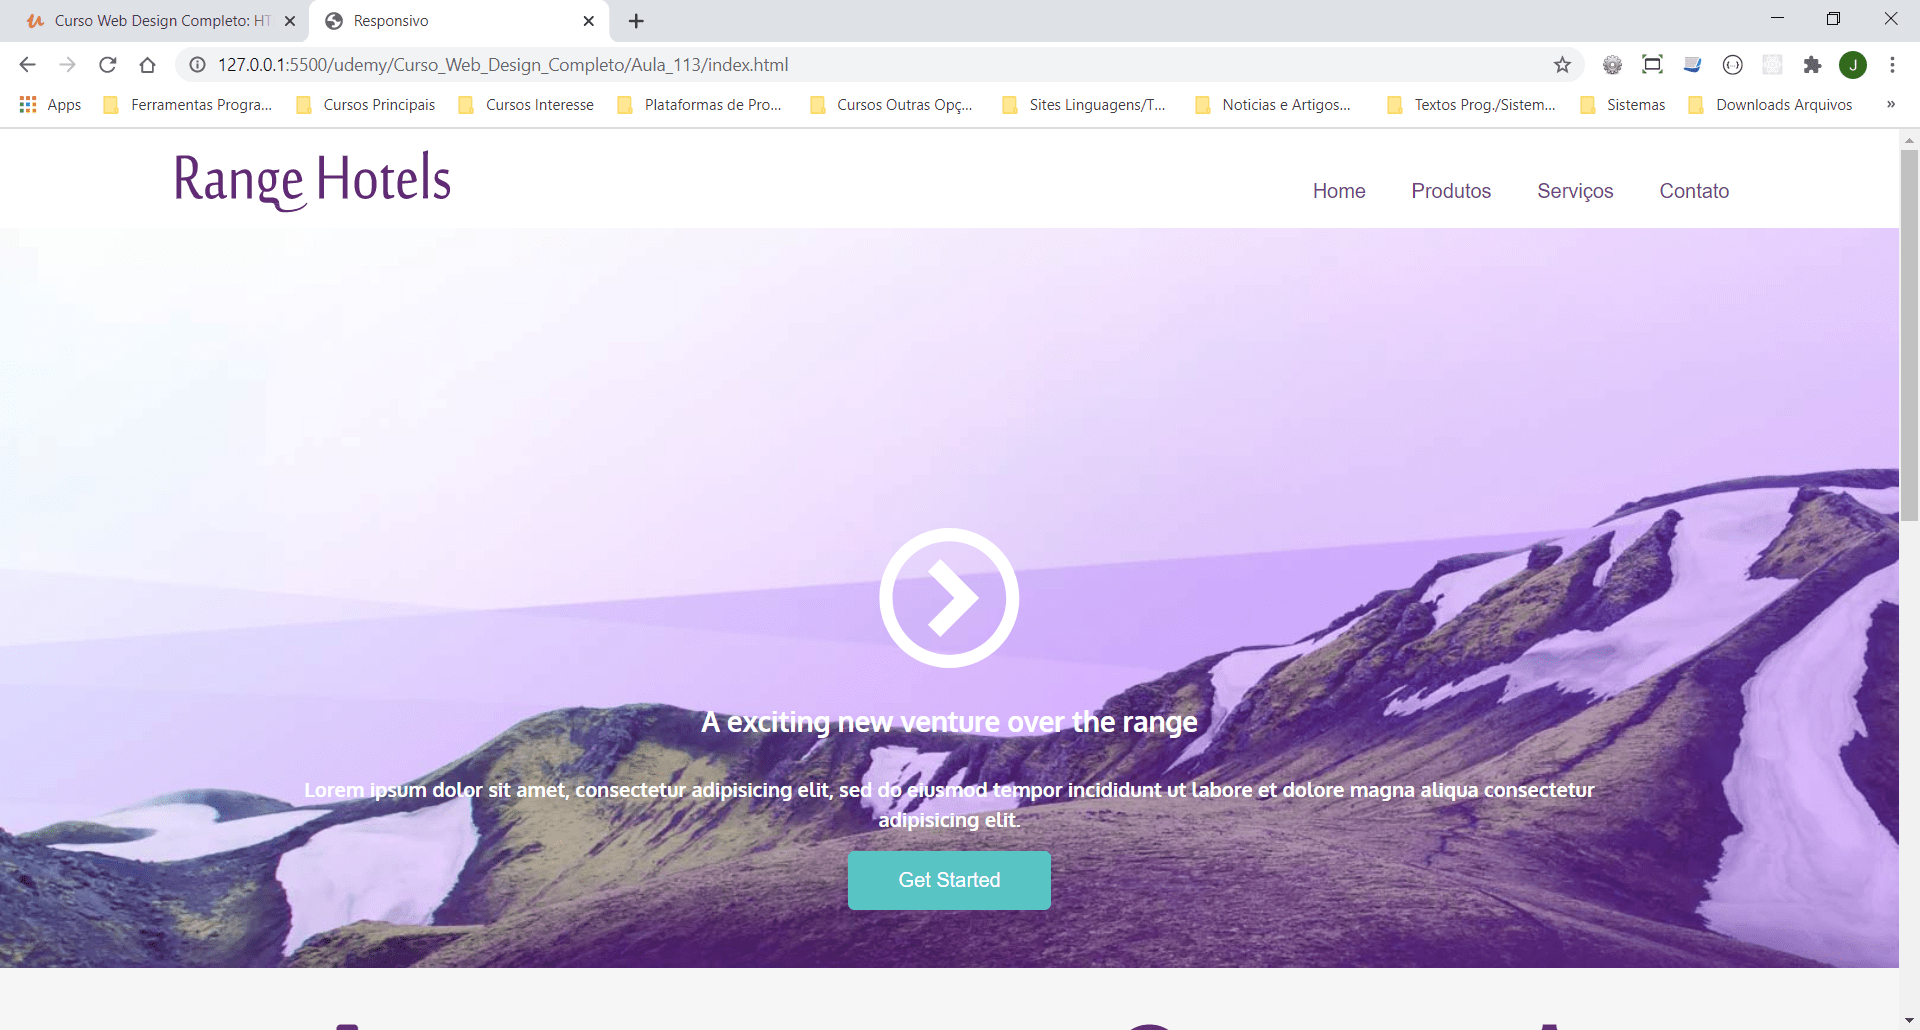 Curso Web Design Completo: HT
Responsivo
127.0.0.1:5500/udemy/Curso_Web_Design_Completo/Aula_113/index.html
J
Apps
Ferramentas Progra...
Cursos Principais
Cursos Interesse
Plataformas de Pro...
Cursos Outras Opç...
Sites Linguagens/T...
Noticias e Artigos...
Textos Prog./Sistem...
Sistemas
Downloads Arquivos
»
Range Hotels
Home
Produtos
Serviços
Contato
A exciting new venture over the range
Lorem ipsum dolor sit amet, consectetur adipisicing elit, sed do eiusmod tempor incididunt ut labore et dolore magna aliqua consectetur
adipisicing elit.
Get Started